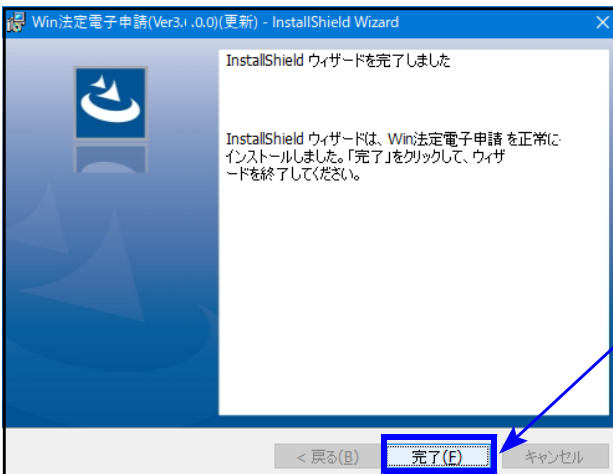 Win法定電子申請(Ver3. .0.0)(更新) - InstallShield Wizard
InstallShield ウィザードを完了しました
InstallShield ウィザードは、Win法定電子申請 を正常に
インストールしました。「完了」をクリックして、ウィザ
ードを終了してください。
< 戻る(B)
完了(F)
キャンセル